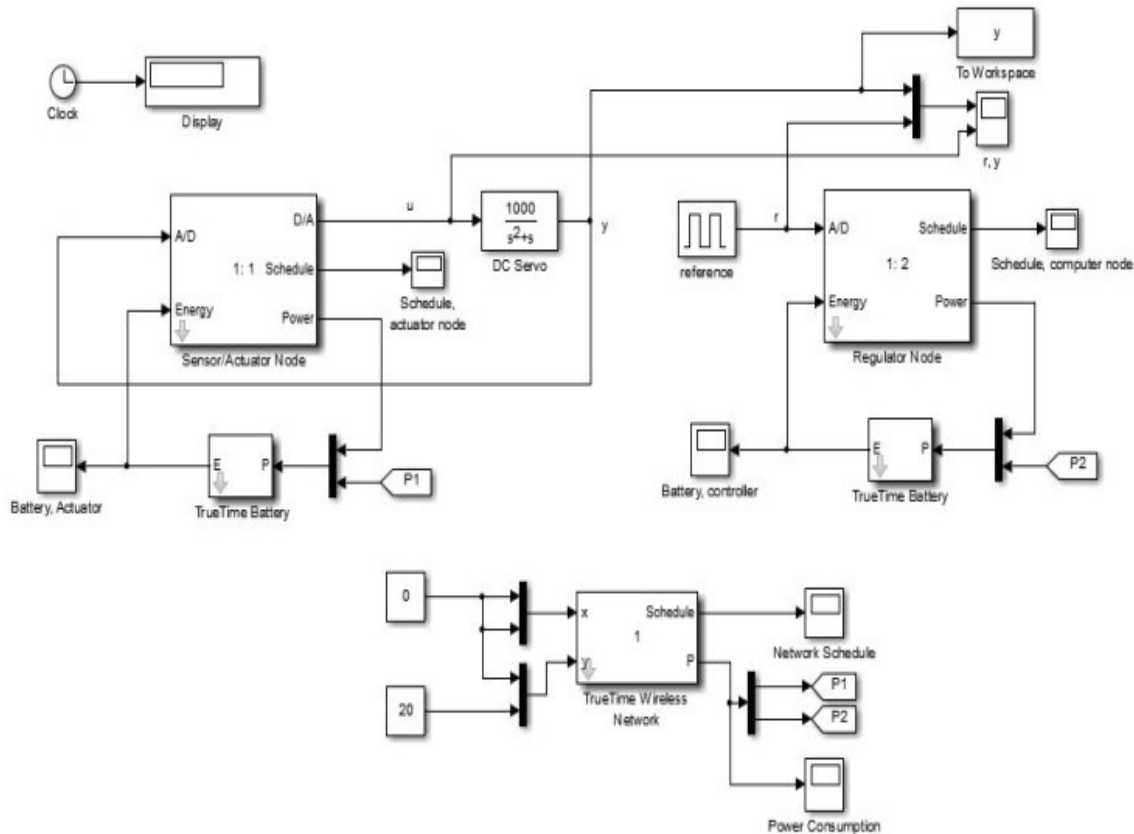 y
To Workspace
Clock
Display
r, y
u
D/A
A/D
1: 1
Schedule
Energy
Power
Sensor/Actuator Node
1000
s²+s
DC Servo
y
Schedule,
actuator node
reference
r
A/D
Schedule
1: 2
Energy
Power
Regulator Node
Schedule, computer node
E
P
P1
Battery, Actuator
TrueTime Battery
E
P
P2
Battery, controller
TrueTime Battery
0
20
x
Schedule
1
y
P
TrueTime Wireless
Network
Network Schedule
P1
P2
Power Consumption